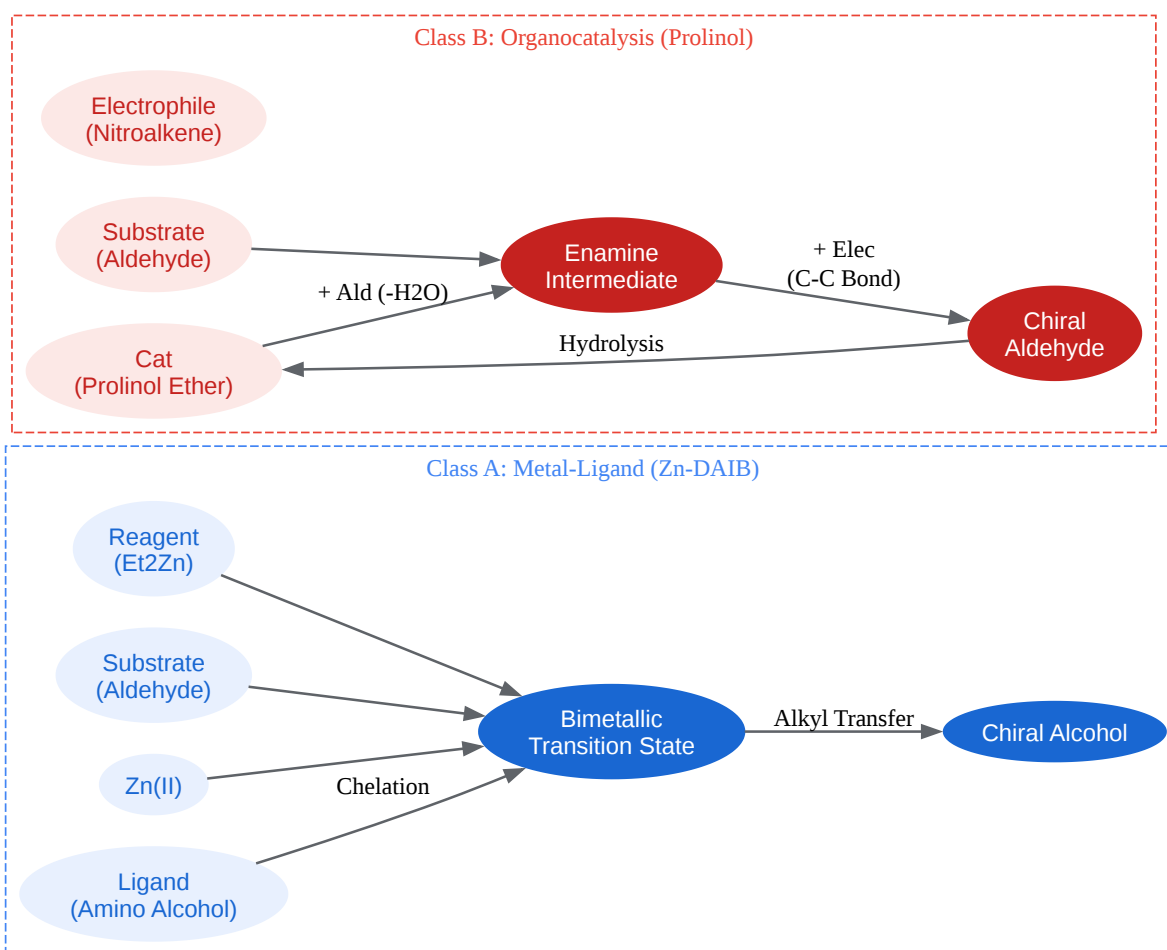 Class B: Organocatalysis (Prolinol)
Electrophile
(Nitroalkene)
Substrate
(Aldehyde)
+ Ald (-H2O)
Cat
(Prolinol Ether)
Enamine
Intermediate
+ Elec
(C-C Bond)
Hydrolysis
Chiral
Aldehyde
Class A: Metal-Ligand (Zn-DAIB)
Reagent
(Et2Zn)
Substrate
(Aldehyde)
Zn(II)
Chelation
Ligand
(Amino Alcohol)
Bimetallic
Transition State
Alkyl Transfer
Chiral Alcohol